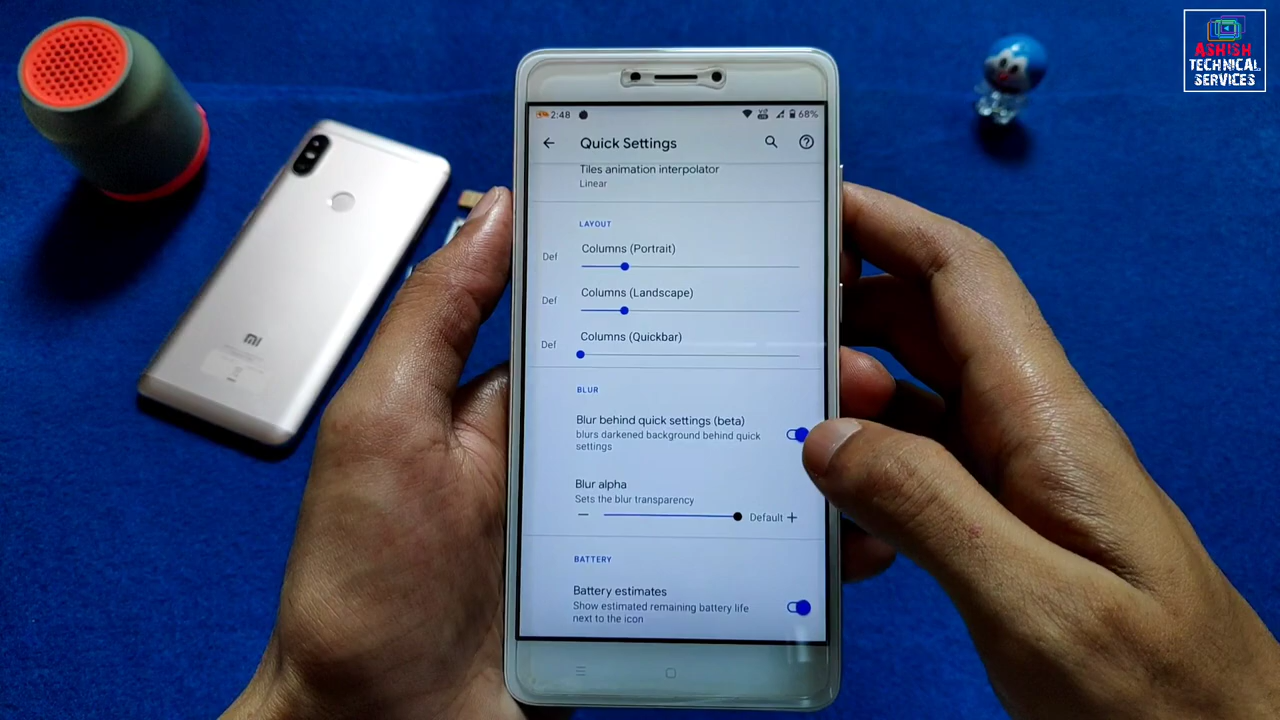 ASHISH
TECHNICAL
SERVICES
2:48
68%
Quick Settings
Tiles animation interpolator
Linear
LAYOUT
Columns (Portrait)
Def
Columns (Landscape)
Def
Columns (Quickbar)
Def
BLUR
Blur behind quick settings (beta)
blurs darkened background behind quick
settings
Blur alpha
Sets the blur transparency
Default
BATTERY
Battery estimates
Show estimated remaining battery life
next to the icon
mi